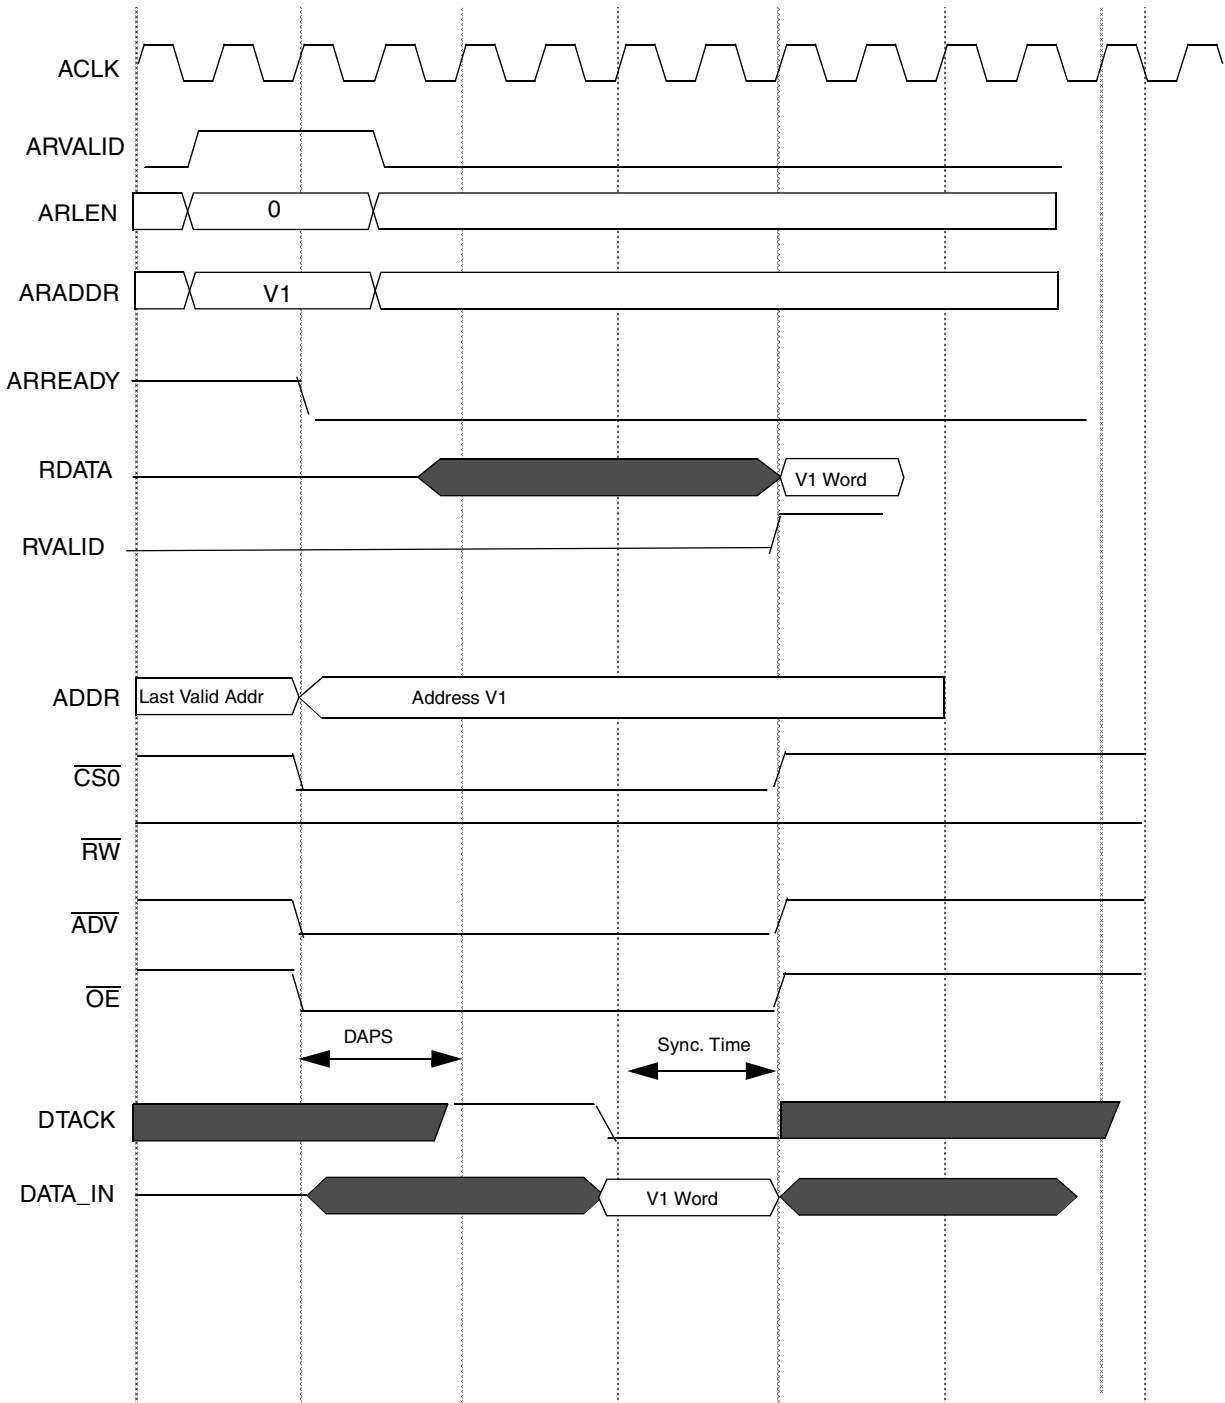 ACLK
ARVALID
ARLEN 0
ARADDR V1
ARREADY
RDATA V1 Word
RVALID
ADDR Last Valid Addr Address V1
CS0
RW
ADV
OE
DAPS Sync. Time
DTACK
DATA_IN V1 Word